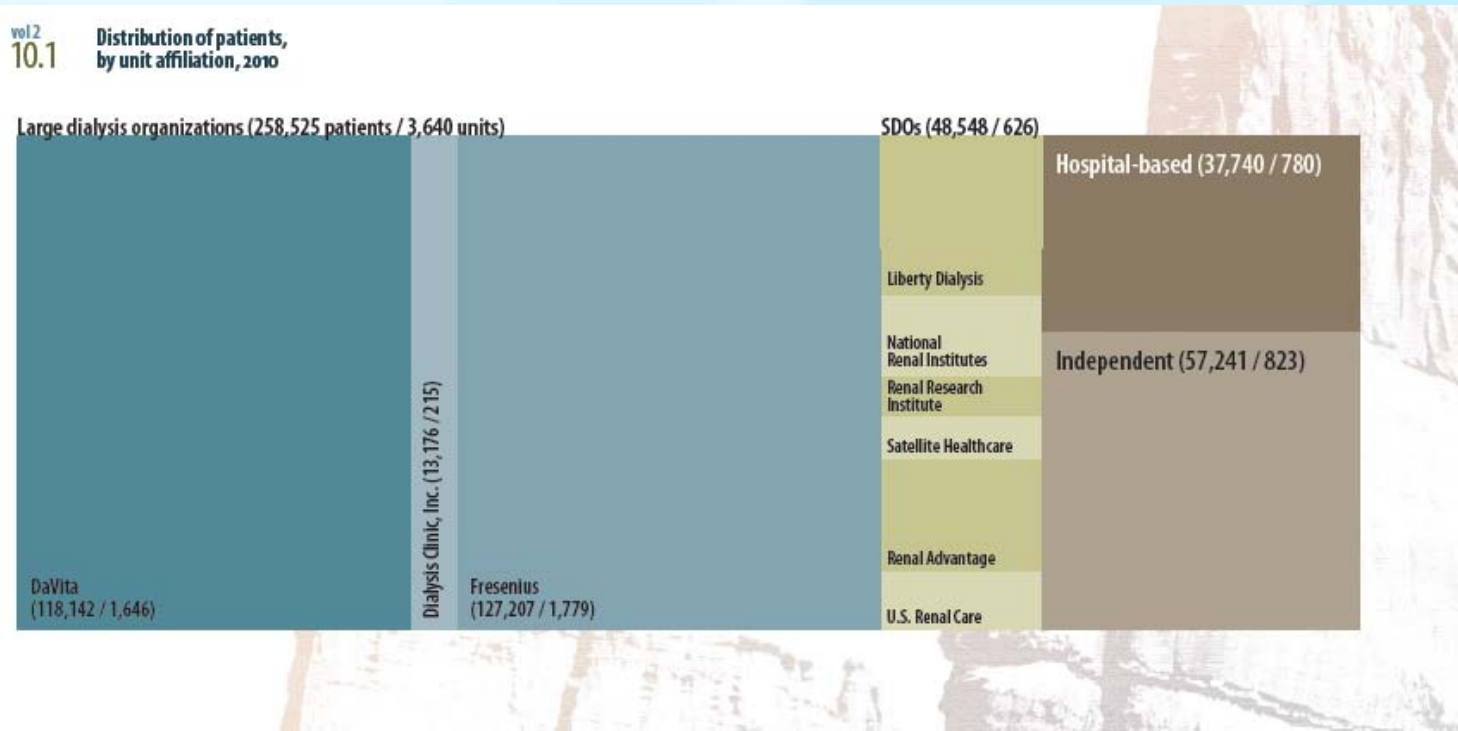 vol 2
10.1
Distribution of patients,
by unit affiliation, 2010
Large dialysis organizations (258,525 patients / 3,640 units)
SDOs (48,548 / 626)
Hospital-based (37,740 / 780)
Liberty Dialysis
National
Renal Institutes
Independent (57,241 / 823)
Renal Research
Institute
Satellite Healthcare
Dialysis Clinic, Inc. (13,176 / 215)
Renal Advantage
DaVita
(118,142 / 1,646)
Fresenius
(127,207 / 1,779)
U.S. Renal Care